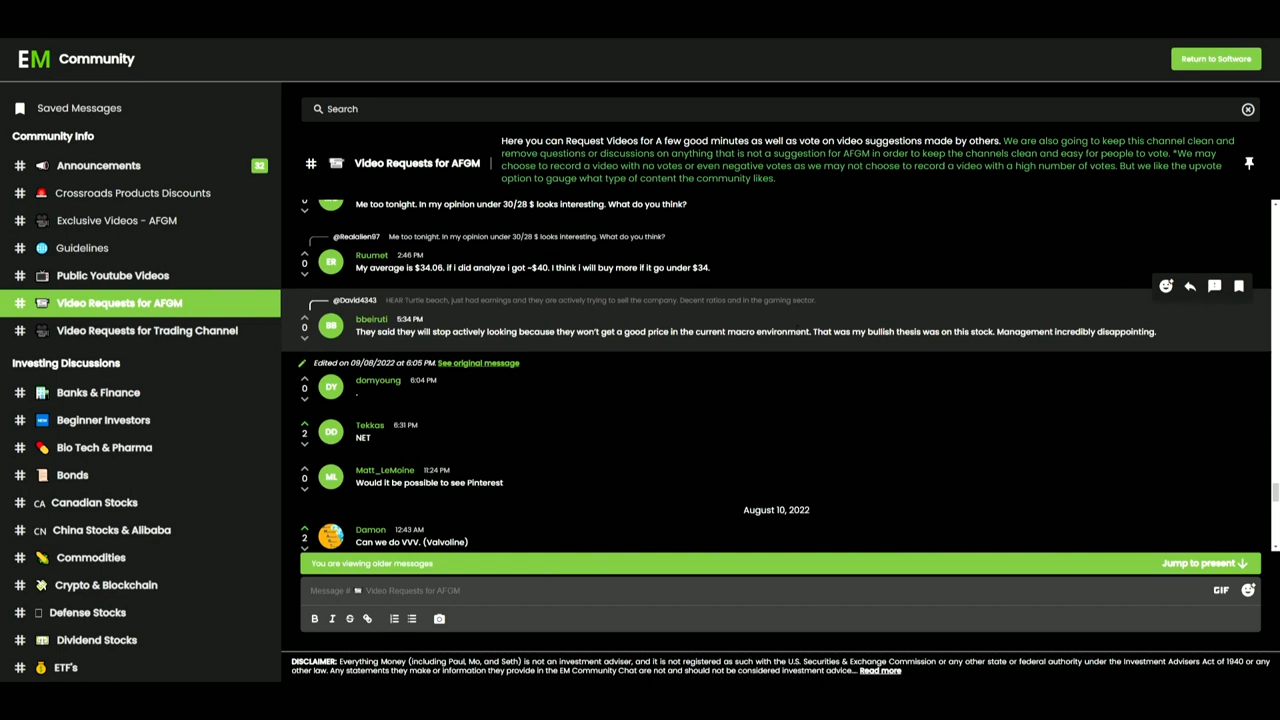 EM Community
Return to Software
Saved Messages
Community Info
# Announcements 32
# Crossroads Products Discounts
# Exclusive Videos - AFGM
# Guidelines
# Public Youtube Videos
# Video Requests for AFGM
# Video Requests for Trading Channel
Investing Discussions
# Banks & Finance
# Beginner Investors
# Bio Tech & Pharma
# Bonds
# CA Canadian Stocks
# CN China Stocks & Alibaba
# Commodities
# Crypto & Blockchain
# Defense Stocks
# Dividend Stocks
# ETF's
Search
# Video Requests for AFGM
Here you can Request Videos for A few good minutes as well as vote on video suggestions made by others. We are also going to keep this channel clean and
remove questions or discussions on anything that is not a suggestion for AFGM in order to keep the channels clean and easy for people to vote. *We may
choose to record a video with no votes or even negative votes as we may not choose to record a video with a high number of votes. But we like the upvote
option to gauge what type of content the community likes.
Me too tonight. In my opinion under 30/28 $ looks interesting. What do you think?
@Realalien97 Me too tonight. In my opinion under 30/28 $ looks interesting. What do you think?
0 ER Ruumet 2:46 PM
My average is $34.06. if i did analyze i got ~$40. I think i will buy more if it go under $34.
@David4343 HEAR Turtle beach, just had earnings and they are actively trying to sell the company. Decent ratios and in the gaming sector.
0 BB bbeiruti 5:34 PM
They said they will stop actively looking because they won't get a good price in the current macro environment. That was my bullish thesis was on this stock. Management incredibly disappointing.
Edited on 09/08/2022 at 6:05 PM. See original message
0 DY domyoung 6:04 PM
.
2 DD Tekkas 6:31 PM
NET
0 ML Matt_LeMoine 11:24 PM
Would it be possible to see Pinterest
August 10, 2022
2 Damon 12:43 AM
Can we do VVV. (Valvoline)
You are viewing older messages Jump to present
Message # Video Requests for AFGM GIF
B I S
DISCLAIMER: Everything Money (including Paul, Mo, and Seth) is not an investment adviser, and it is not registered as such with the U.S. Securities & Exchange Commission or any other state or federal authority under the Investment Advisers Act of 1940 or any
other law. Any statements they make or information they provide in the EM Community Chat are not and should not be considered investment advice... Read more